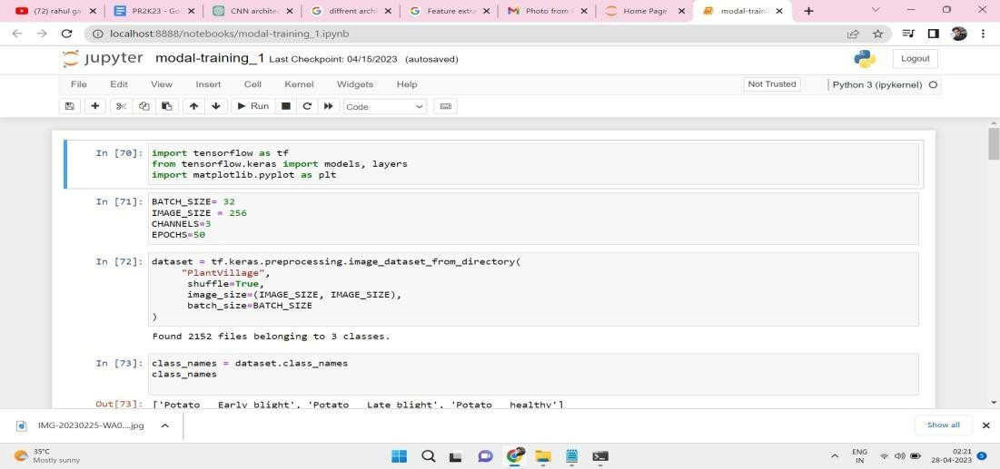 (72) rahul ga
PR2K23 - Go
CNN archite
diffrent arch
Feature extra
Photo from
Home Page
modal-traini
localhost:8888/notebooks/modal-training_1.ipynb
jupyter modal-training_1 Last Checkpoint: 04/15/2023 (autosaved)
Logout
File Edit View Insert Cell Kernel Widgets Help
Not Trusted
Python 3 (ipykernel)
Run
Code
In [70]: import tensorflow as tf
from tensorflow.keras import models, layers
import matplotlib.pyplot as plt
In [71]: BATCH_SIZE= 32
IMAGE_SIZE = 256
CHANNELS=3
EPOCHS=50
In [72]: dataset = tf.keras.preprocessing.image_dataset_from_directory(
"PlantVillage",
shuffle=True,
image_size=(IMAGE_SIZE, IMAGE_SIZE),
batch_size=BATCH_SIZE
)
Found 2152 files belonging to 3 classes.
In [73]: class_names = dataset.class_names
class_names
Out[73]: ['Potato   Early blight', 'Potato   Late blight', 'Potato   healthy']
IMG-20230225-WA0....jpg
Show all
35°C
Mostly sunny
ENG
IN
02:21
28-04-2023
5